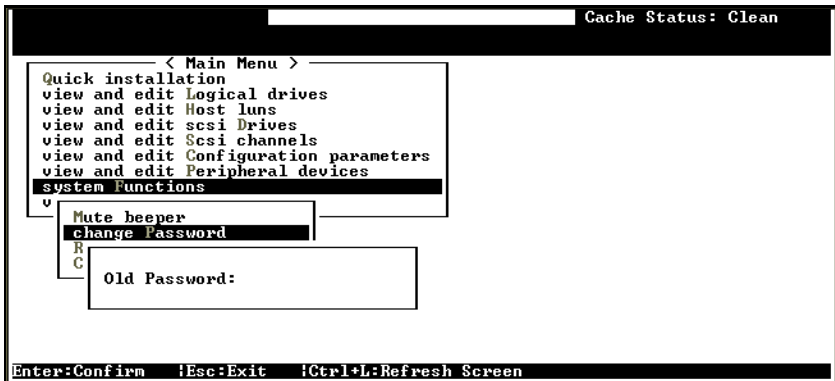 Cache Status: Clean
< Main Menu >
Quick installation
view and edit Logical drives
view and edit Host luns
view and edit scsi Drives
view and edit Scsi channels
view and edit Configuration parameters
view and edit Peripheral devices
system Functions
v
Mute beeper
change Password
R
C
Old Password:
Enter:Confirm |Esc:Exit |Ctrl+L:Refresh Screen